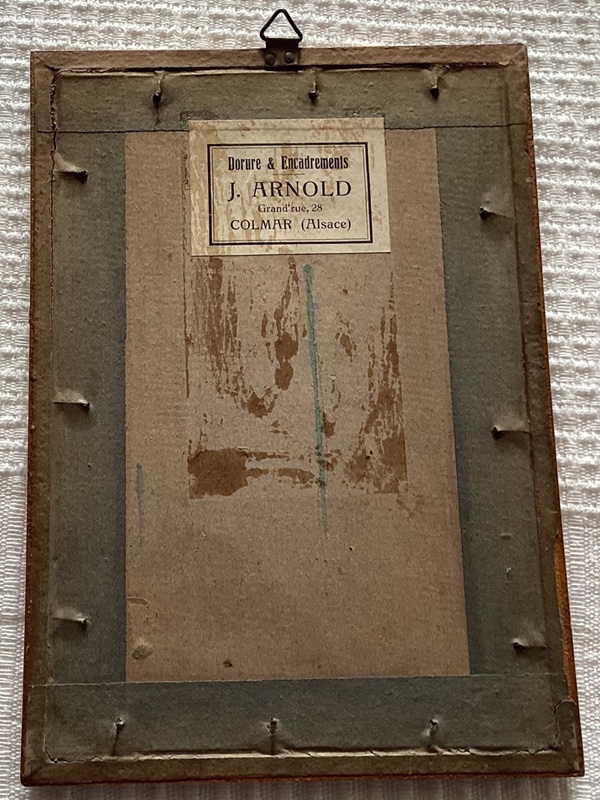 Dorure & Encadrements
J. ARNOLD
Grand'rue, 28
COLMAR (Alsace)